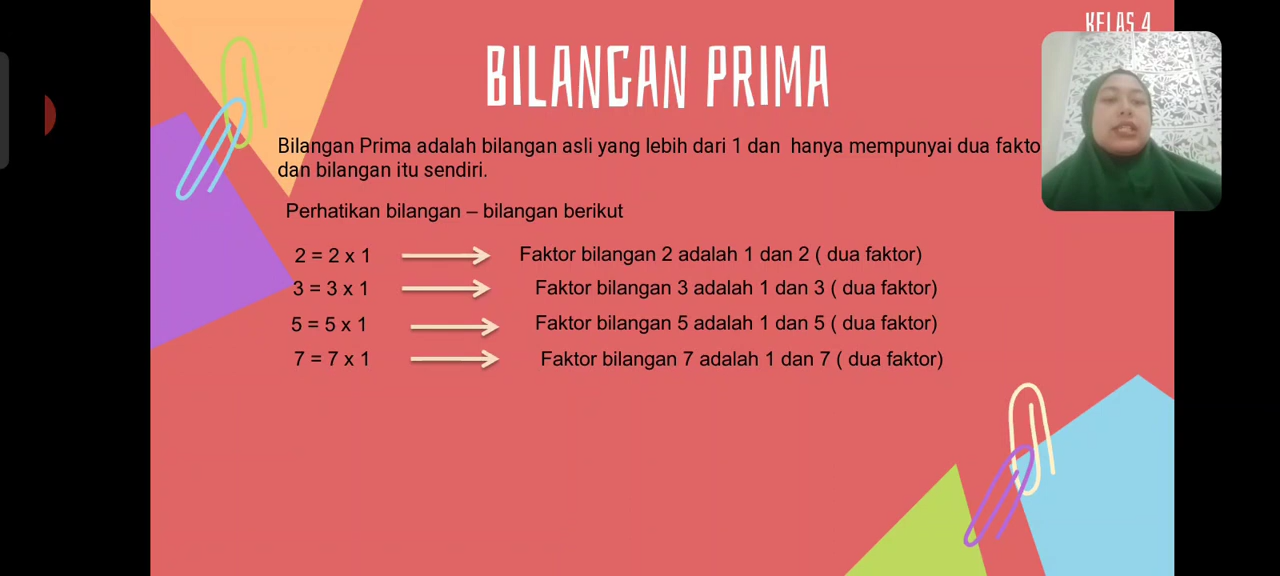 KELAS 4
BILANGAN PRIMA
Bilangan Prima adalah bilangan asli yang lebih dari 1 dan hanya mempunyai dua fakto
dan bilangan itu sendiri.
Perhatikan bilangan – bilangan berikut
2 = 2 x 1 Faktor bilangan 2 adalah 1 dan 2 ( dua faktor)
3 = 3 x 1 Faktor bilangan 3 adalah 1 dan 3 ( dua faktor)
5 = 5 x 1 Faktor bilangan 5 adalah 1 dan 5 ( dua faktor)
7 = 7 x 1 Faktor bilangan 7 adalah 1 dan 7 ( dua faktor)